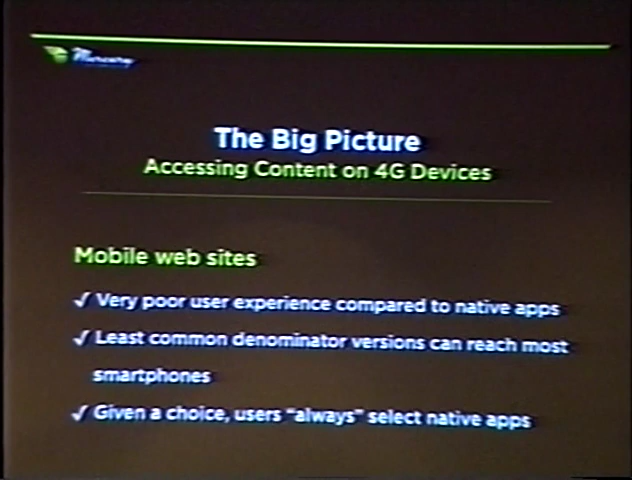 Mercury
The Big Picture
Accessing Content on 4G Devices
Mobile web sites
✓ Very poor user experience compared to native apps
✓ Least common denominator versions can reach most
smartphones
✓ Given a choice, users “always” select native apps